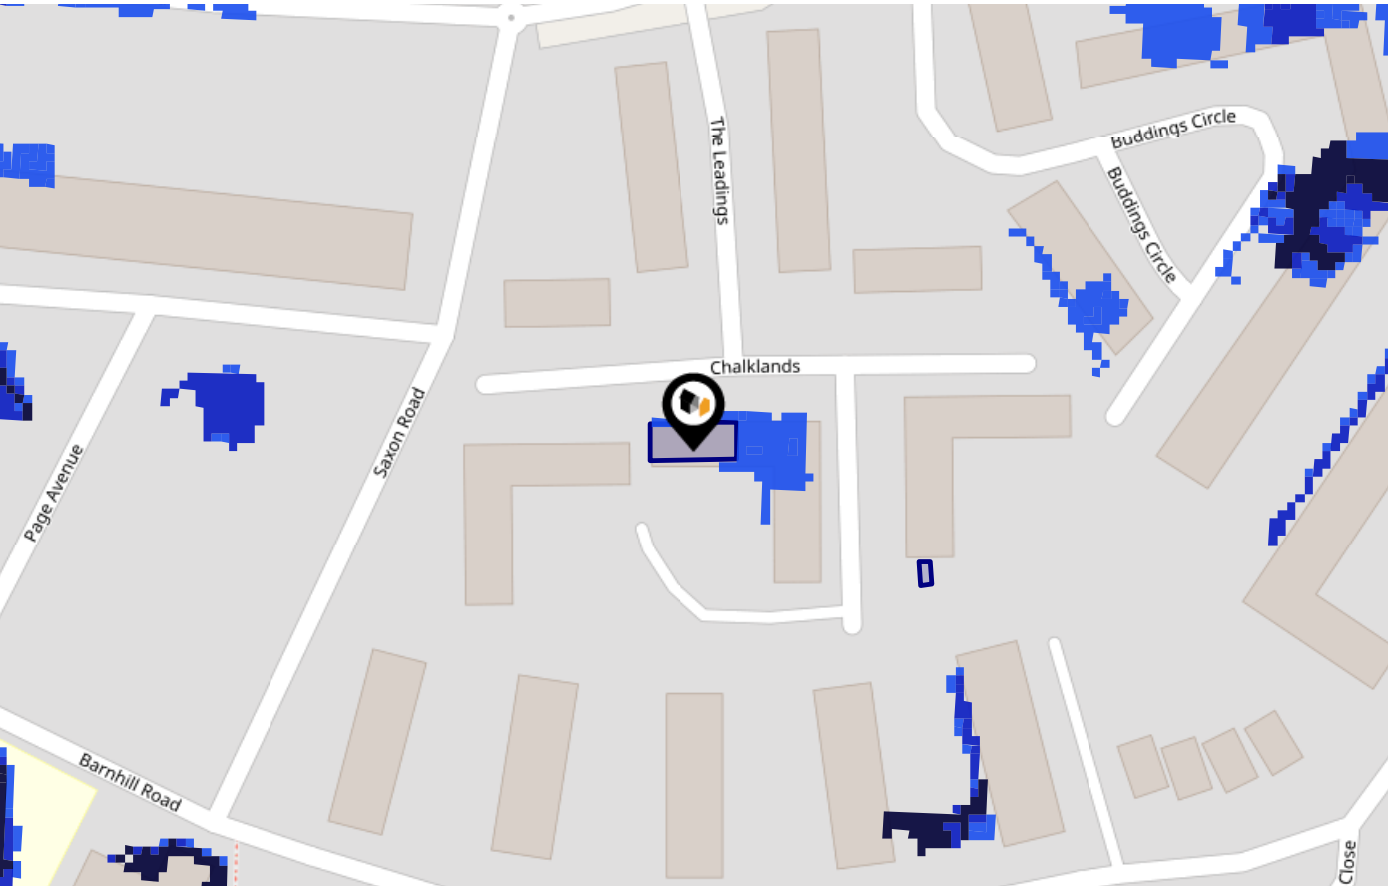 The Leadings
Buddings Circle
Buddings Circle
Chalklands
Saxon Road
Page Avenue
Barnhill Road
Close